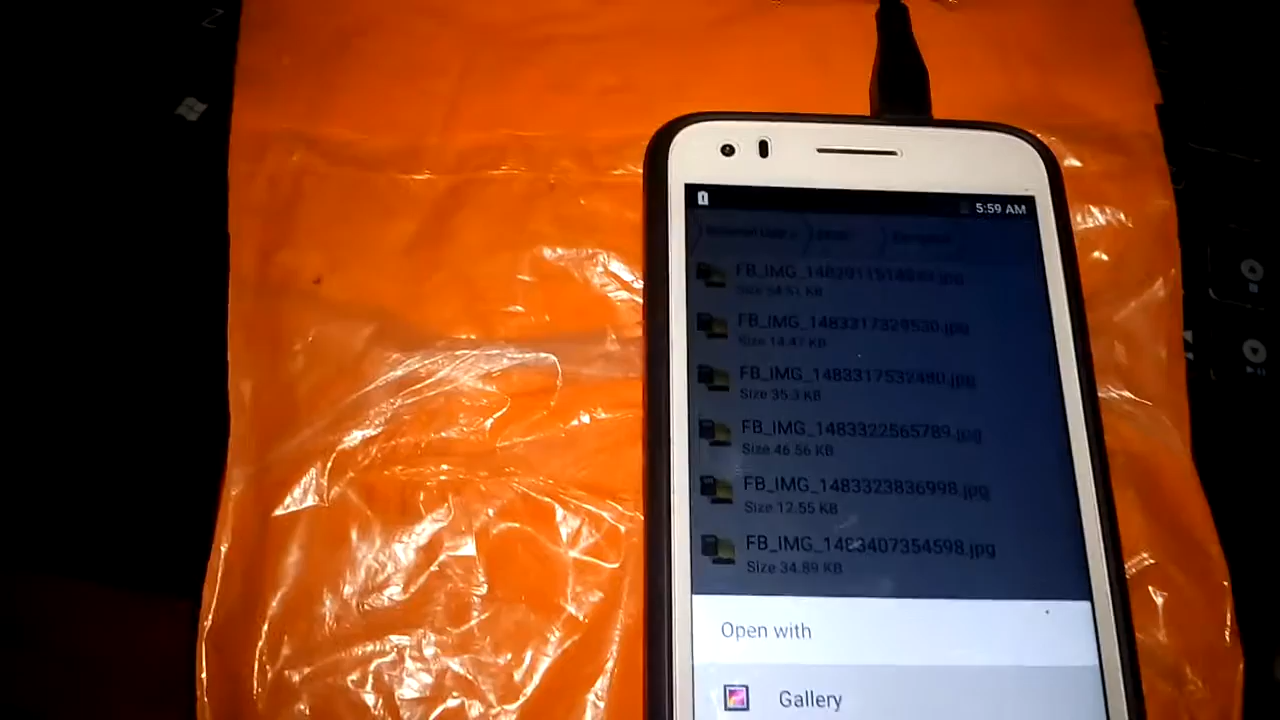 5:59 AM
FB_IMG_1483317329530.jpg
Size 14.47 KB
FB_IMG_1483317532480.jpg
Size 35.3 KB
FB_IMG_1483322565789.jpg
Size 46.56 KB
FB_IMG_1483323836998.jpg
Size 12.55 KB
FB_IMG_1483407354598.jpg
Size 34.89 KB
Open with
Gallery